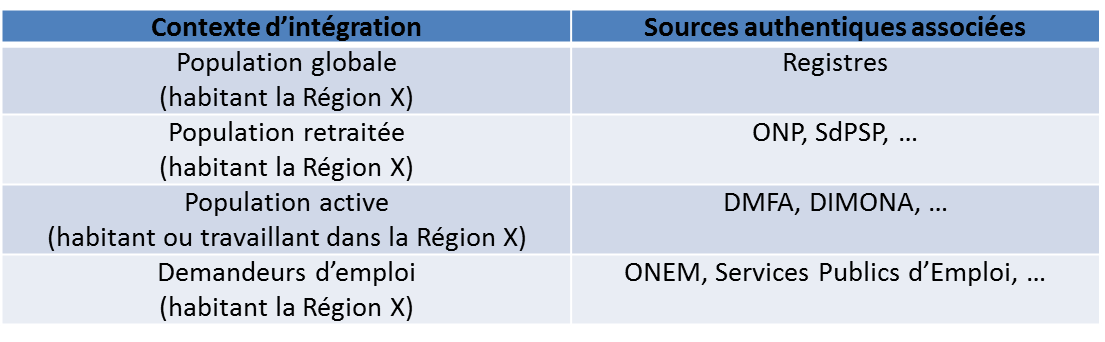 Contexte d’intégration
Sources authentiques associées
Population globale
(habitant la Région X)
Registres
Population retraitée
(habitant la Région X)
ONP, SdPSP, …
Population active
(habitant ou travaillant dans la Région X)
DMFA, DIMONA, …
Demandeurs d’emploi
(habitant la Région X)
ONEM, Services Publics d’Emploi, …